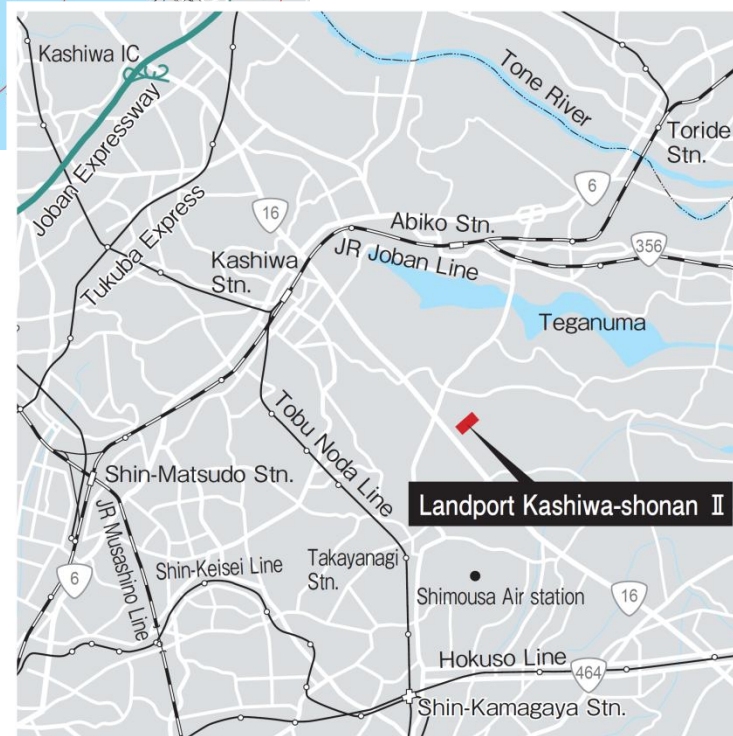 Kashiwa IC
Joban Expressway
Tukuba Express
Tone River
Toride
Stn.
6
16
Abiko Stn.
356
JR Joban Line
Kashiwa
Stn.
Teganuma
Tobu Noda Line
Shin-Matsudo Stn.
Landport Kashiwa-shonan Ⅱ
JR Musashino Line
Shin-Keisei Line
Takayanagi
Stn.
6
Shimousa Air station
16
Hokuso Line
464
Shin-Kamagaya Stn.